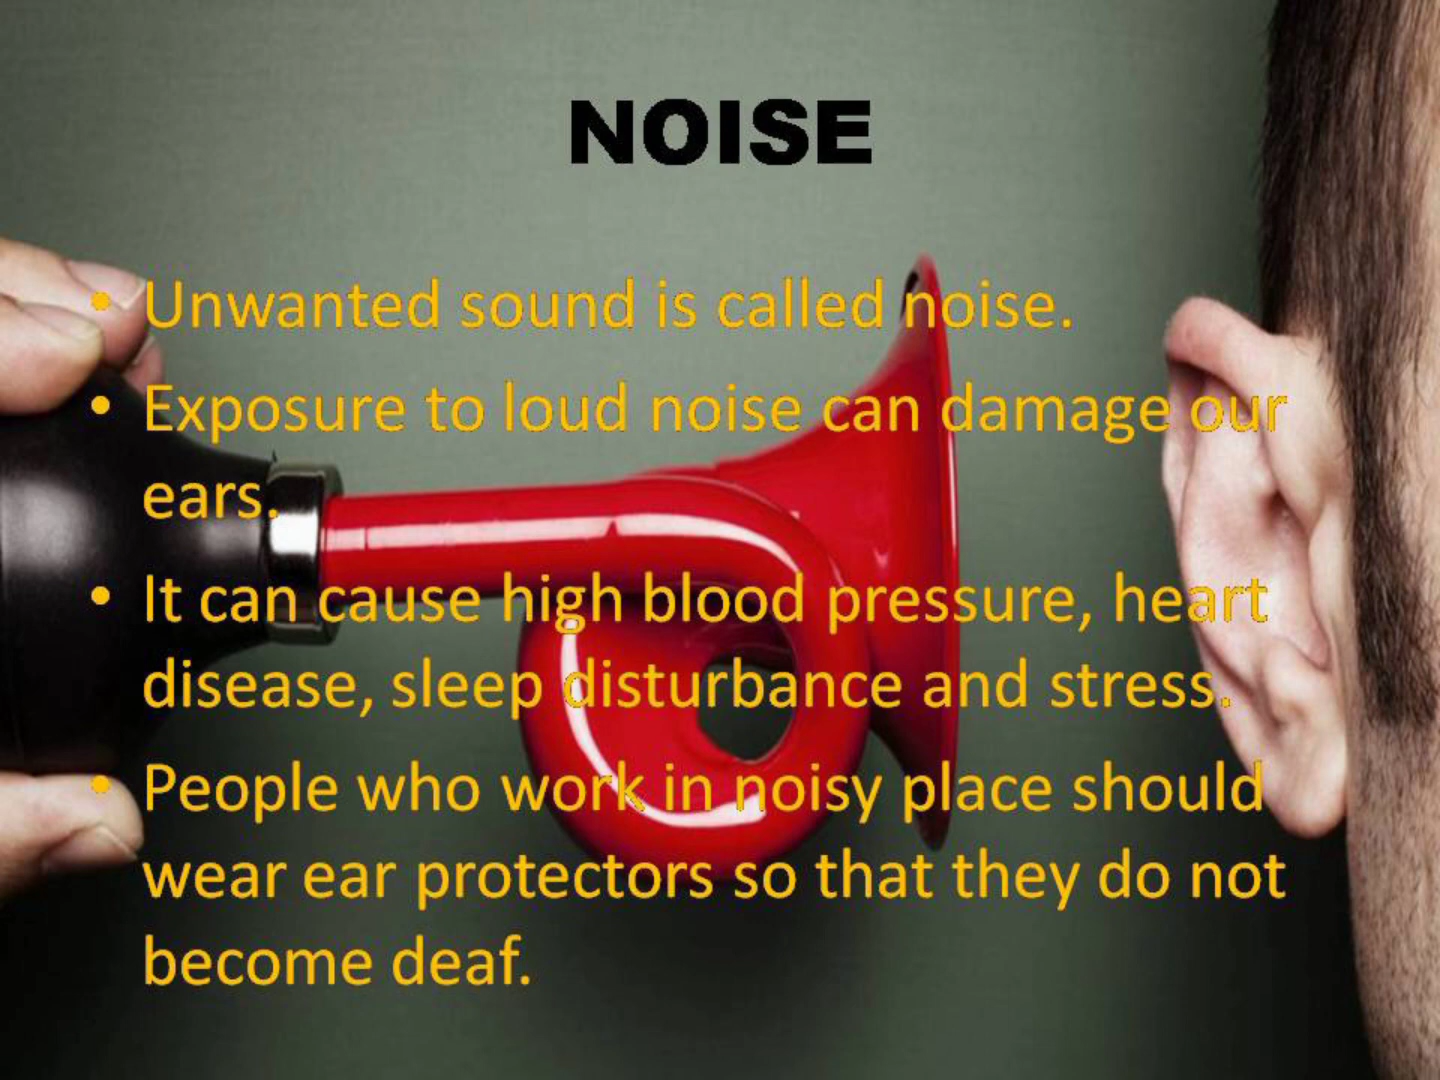 NOISE
• Unwanted sound is called noise.
• Exposure to loud noise can damage our
ears.
• It can cause high blood pressure, heart
disease, sleep disturbance and stress.
• People who work in noisy place should
wear ear protectors so that they do not
become deaf.